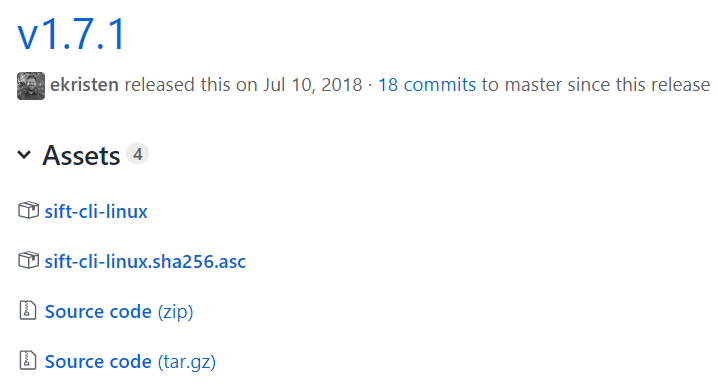 v1.7.1
ekristen released this on Jul 10, 2018 · 18 commits to master since this release
Assets 4
sift-cli-linux
sift-cli-linux.sha256.asc
Source code (zip)
Source code (tar.gz)